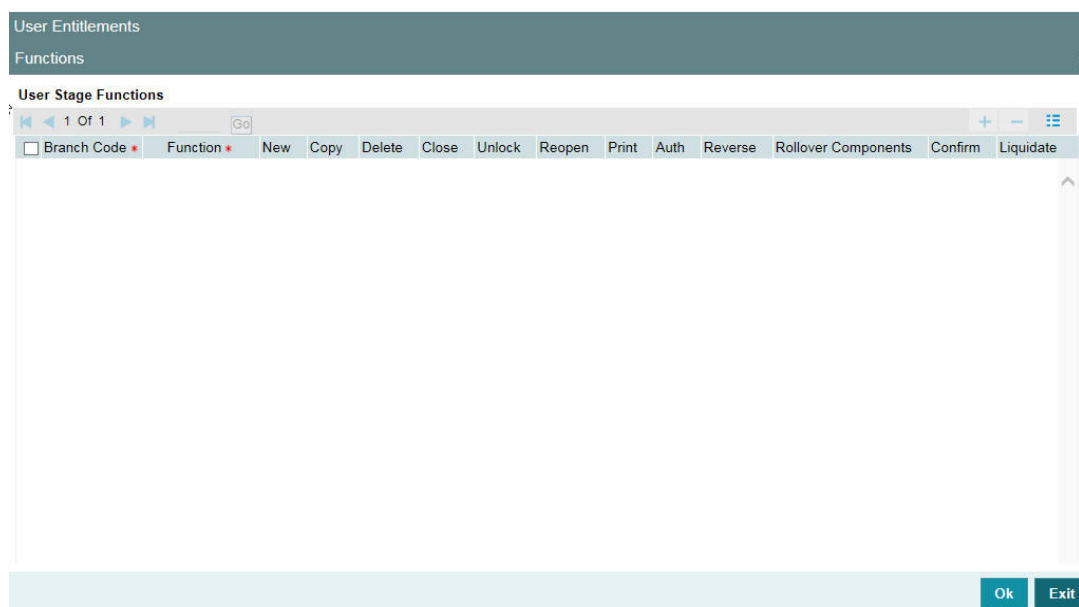 User Entitlements
Functions
User Stage Functions
1 Of 1 Go
Branch Code * Function * New Copy Delete Close Unlock Reopen Print Auth Reverse Rollover Components Confirm Liquidate
Ok Exit